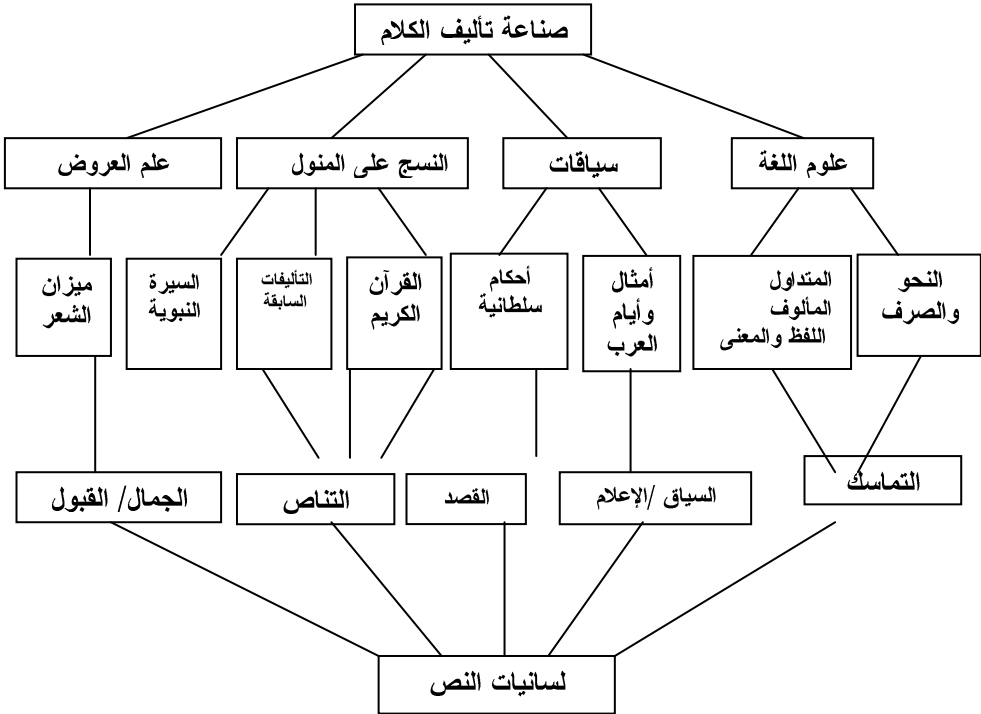 صناعة تأليف الكلام
علوم اللغة
سياقات
النسج على المنول
علم العروض
النحو
والصرف
المتداول
المألوف
اللفظ والمعنى
أمثال
وأيام
العرب
أحكام
سلطانية
القرآن
الكريم
التأليفات
السابقة
السيرة
النبوية
ميزان
الشعر
التماسك
السياق /الإعلام
القصد
التناص
الجمال/ القبول
لسانيات النص